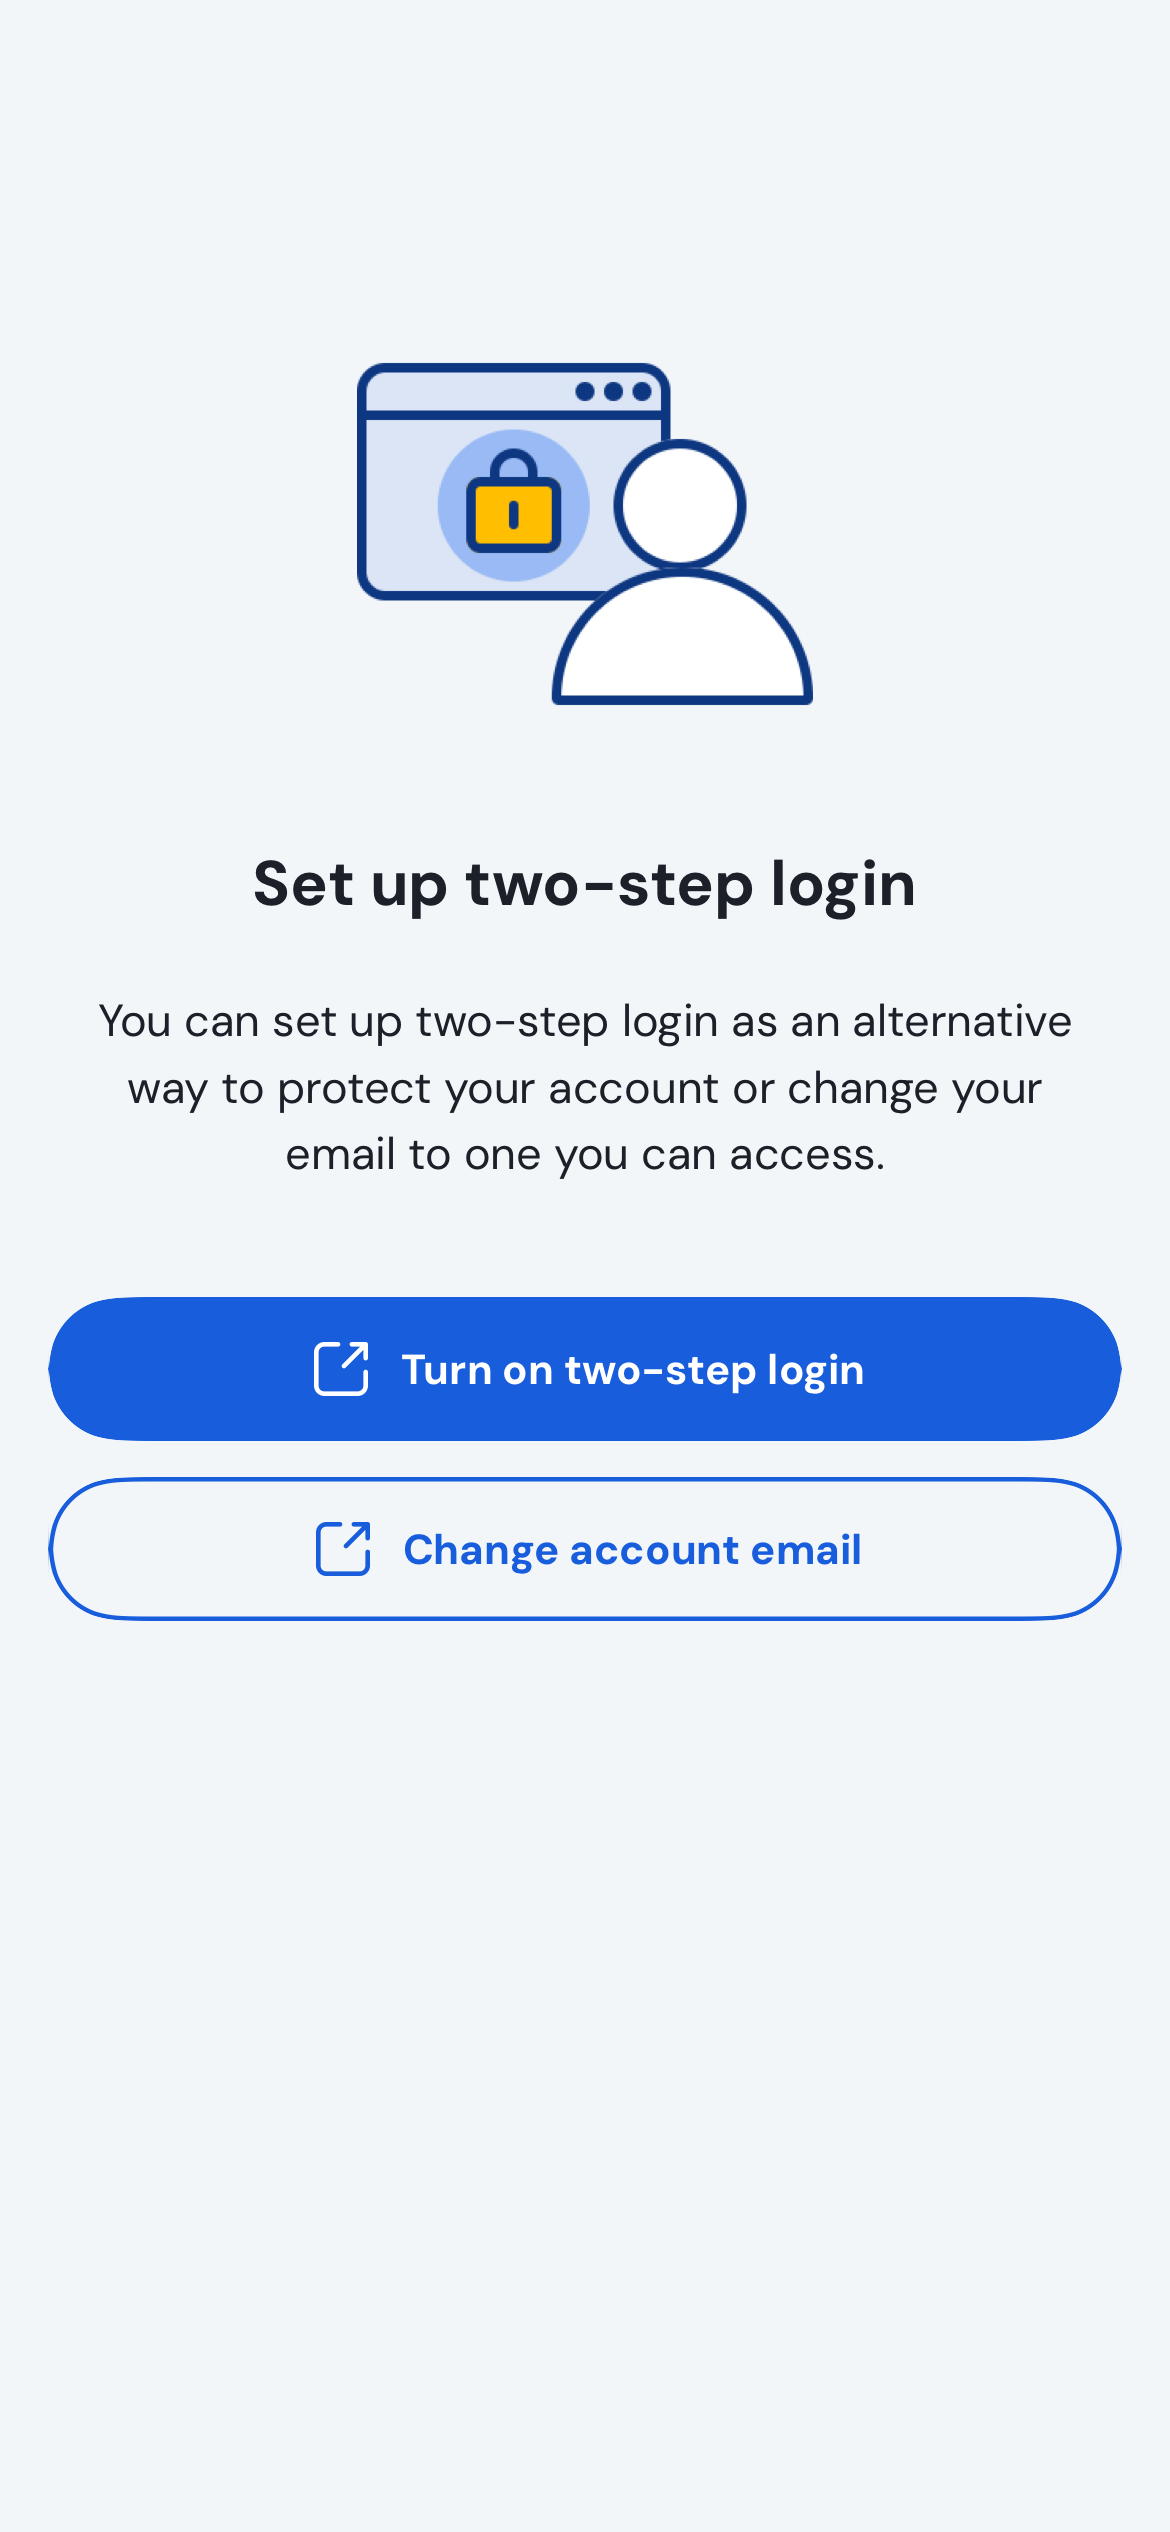 Set up two-step login
You can set up two-step login as an alternative
way to protect your account or change your
email to one you can access.
Turn on two-step login
Change account email